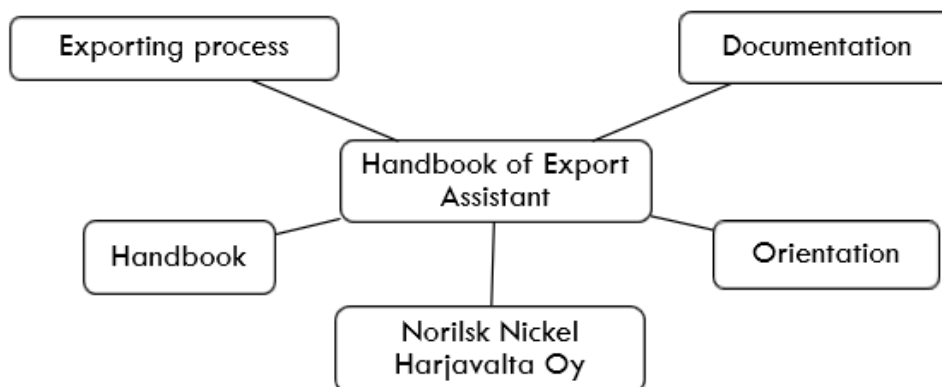 Exporting process
Documentation
Handbook of Export
Assistant
Handbook
Orientation
Norilsk Nickel
Harjavalta Oy